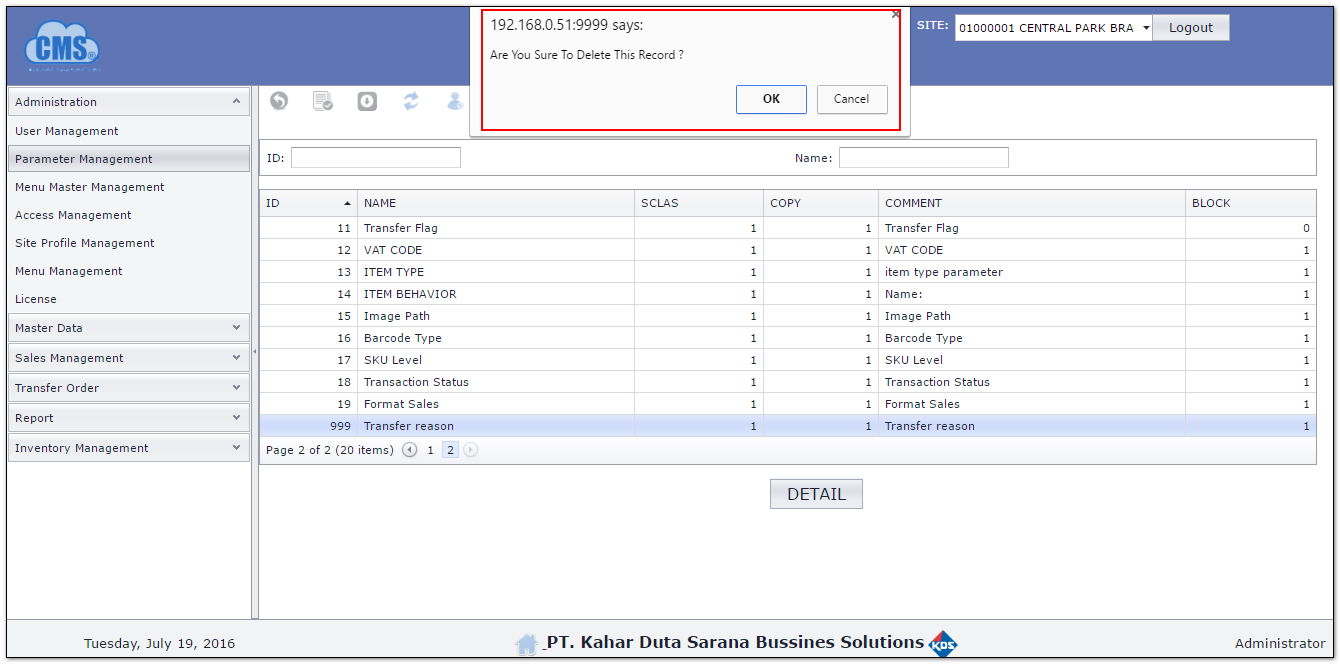 CMS®
192.168.0.51:9999 says:
Are You Sure To Delete This Record ?
OK Cancel
SITE: 01000001 CENTRAL PARK BRA Logout
Administration
User Management
Parameter Management
Menu Master Management
Access Management
Site Profile Management
Menu Management
License
Master Data
Sales Management
Transfer Order
Report
Inventory Management
ID: Name:
ID NAME SCLAS COPY COMMENT BLOCK
11 Transfer Flag 1 1 Transfer Flag 0
12 VAT CODE 1 1 VAT CODE 1
13 ITEM TYPE 1 1 item type parameter 1
14 ITEM BEHAVIOR 1 1 Name: 1
15 Image Path 1 1 Image Path 1
16 Barcode Type 1 1 Barcode Type 1
17 SKU Level 1 1 SKU Level 1
18 Transaction Status 1 1 Transaction Status 1
19 Format Sales 1 1 Format Sales 1
999 Transfer reason 1 1 Transfer reason 1
Page 2 of 2 (20 items) 1 2
DETAIL
Tuesday, July 19, 2016 PT. Kahar Duta Sarana Bussines Solutions KDS Administrator